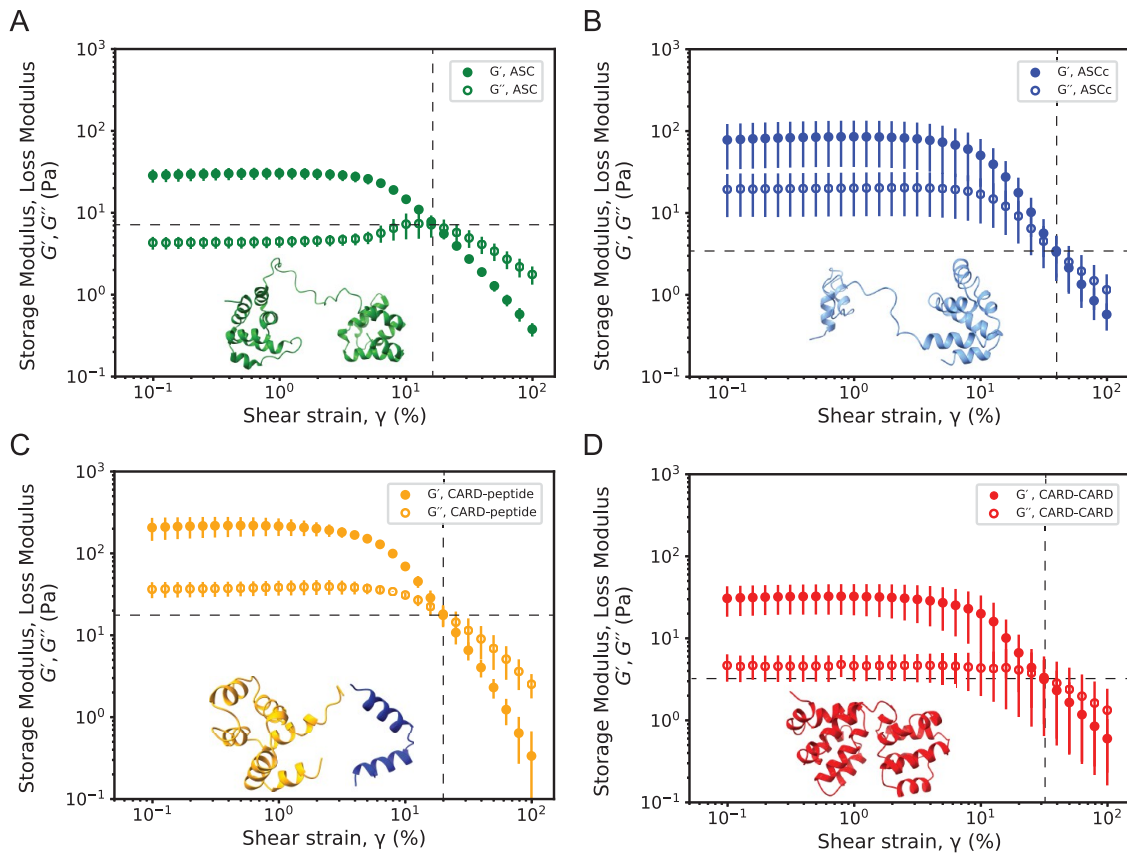 A
Storage Modulus, Loss Modulus
G′, G′′ (Pa)
10³
10²
10¹
10⁰
10⁻¹
G′, ASC
G′′, ASC
10⁻¹ 10⁰ 10¹ 10²
Shear strain, γ (%)
B
Storage Modulus, Loss Modulus
G′, G′′ (Pa)
10³
10²
10¹
10⁰
10⁻¹
G′, ASCc
G′′, ASCc
10⁻¹ 10⁰ 10¹ 10²
Shear strain, γ (%)
C
Storage Modulus, Loss Modulus
G′, G′′ (Pa)
10³
10²
10¹
10⁰
10⁻¹
G′, CARD-peptide
G′′, CARD-peptide
10⁻¹ 10⁰ 10¹ 10²
Shear strain, γ (%)
D
Storage Modulus, Loss Modulus
G′, G′′ (Pa)
10³
10²
10¹
10⁰
10⁻¹
G′, CARD-CARD
G′′, CARD-CARD
10⁻¹ 10⁰ 10¹ 10²
Shear strain, γ (%)